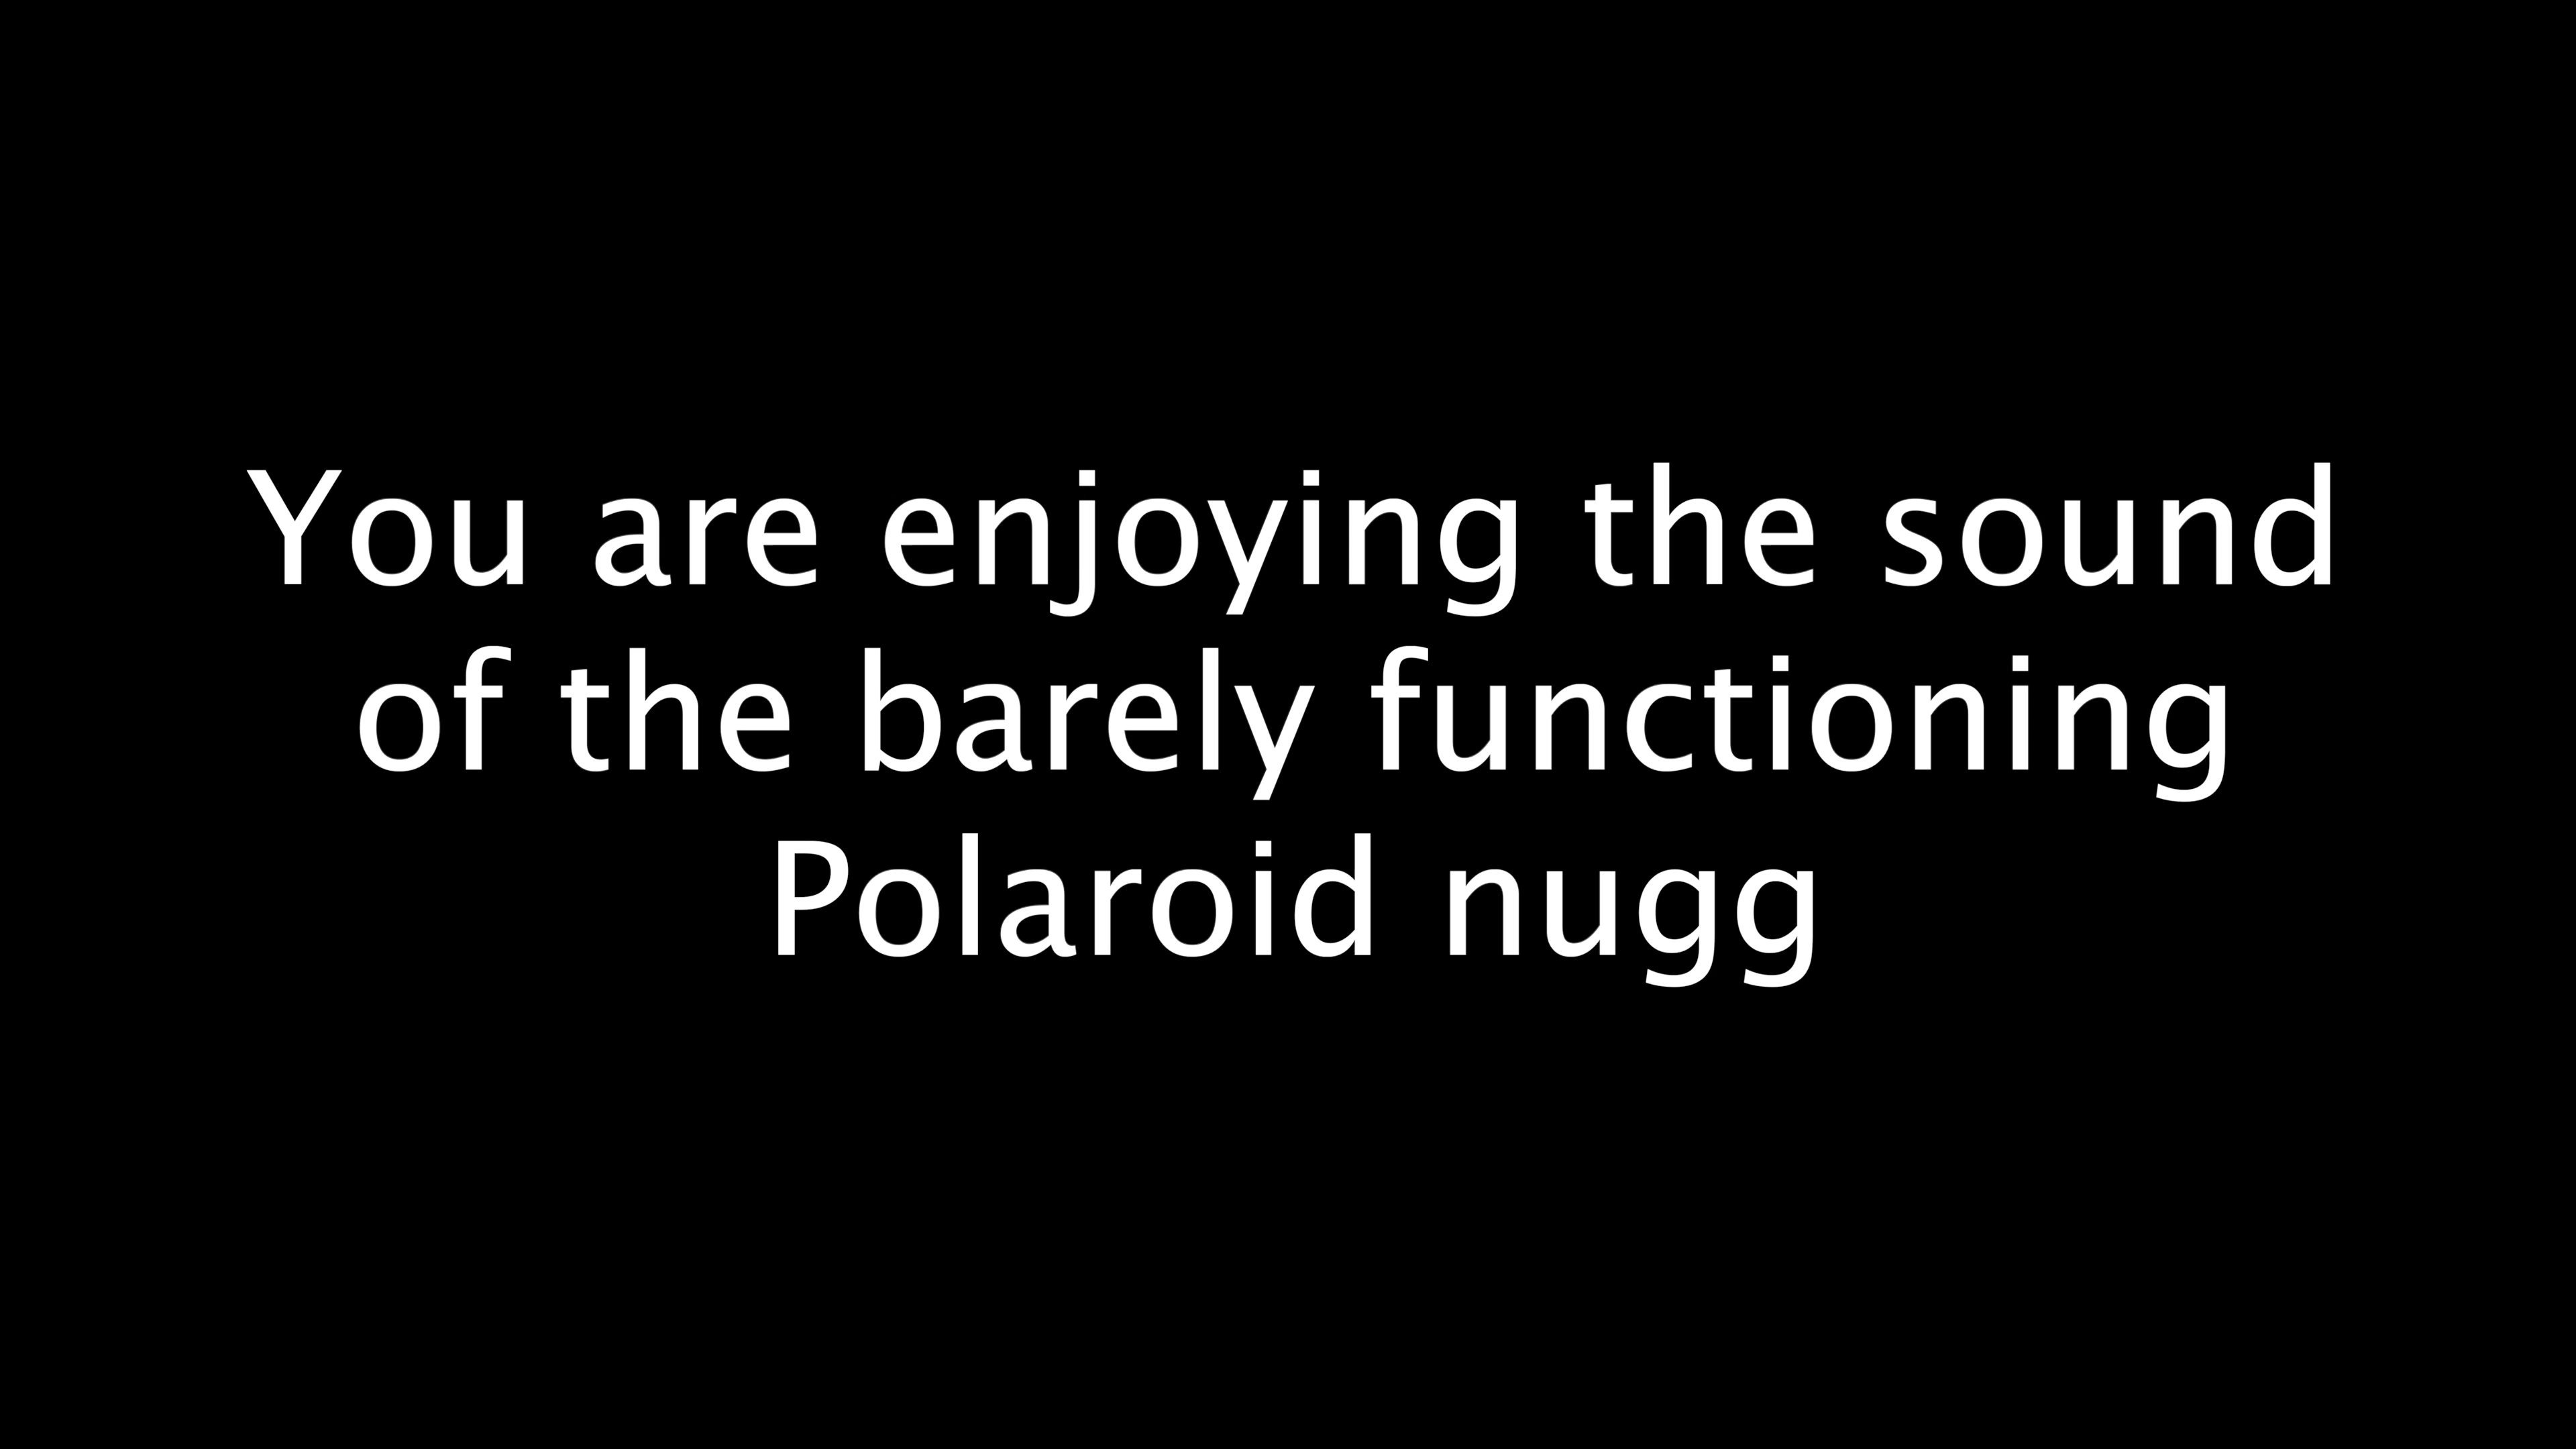 You are enjoying the sound
of the barely functioning
Polaroid nugg